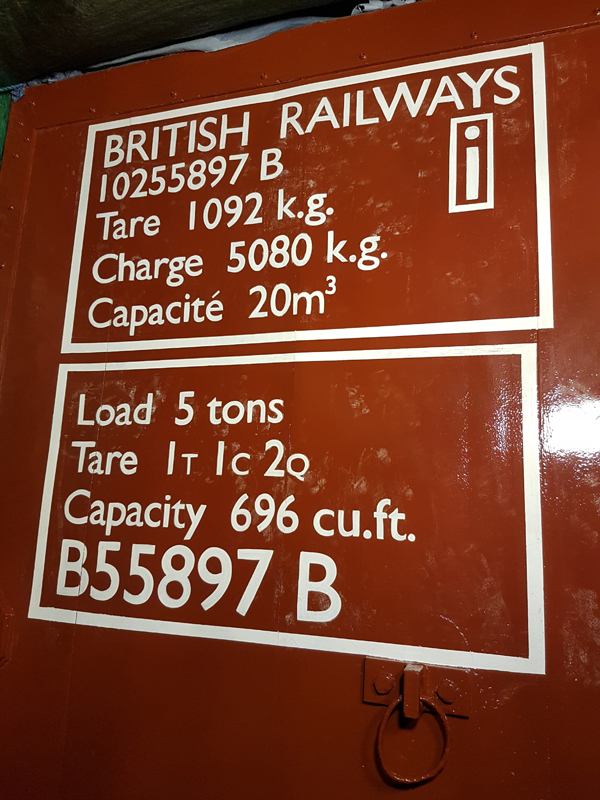 BRITISH RAILWAYS
10255897 B
i
Tare 1092 k.g.
Charge 5080 k.g.
Capacité 20m³
Load 5 tons
Tare 1T 1C 2Q
Capacity 696 cu.ft.
B55897 B